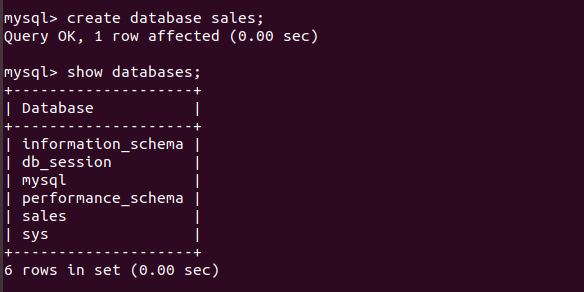 mysql> create database sales;
Query OK, 1 row affected (0.00 sec)
mysql> show databases;
+--------------------+
| Database           |
+--------------------+
| information_schema |
| db_session         |
| mysql              |
| performance_schema |
| sales              |
| sys                |
+--------------------+
6 rows in set (0.00 sec)